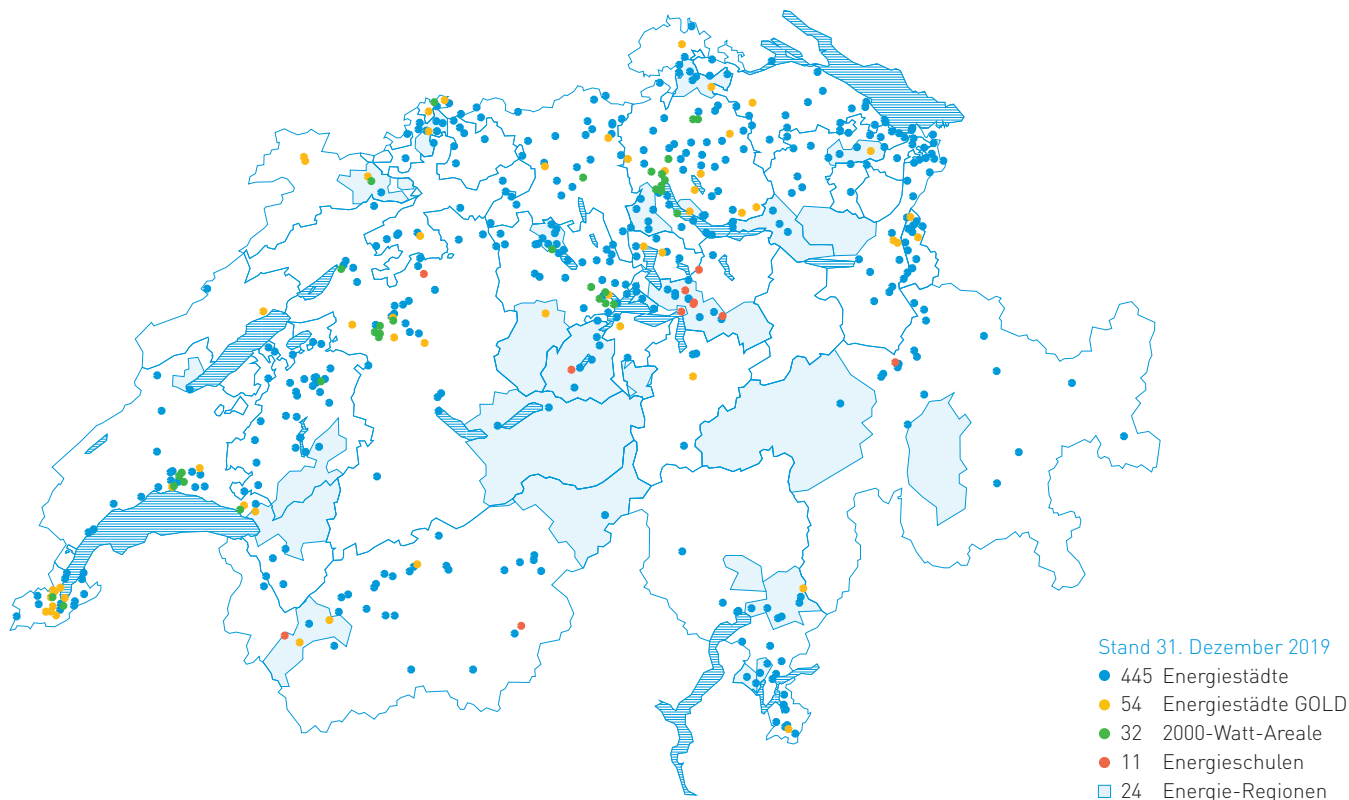 Stand 31. Dezember 2019
445 Energiestädte
54 Energiestädte GOLD
32 2000-Watt-Areale
11 Energieschulen
24 Energie-Regionen